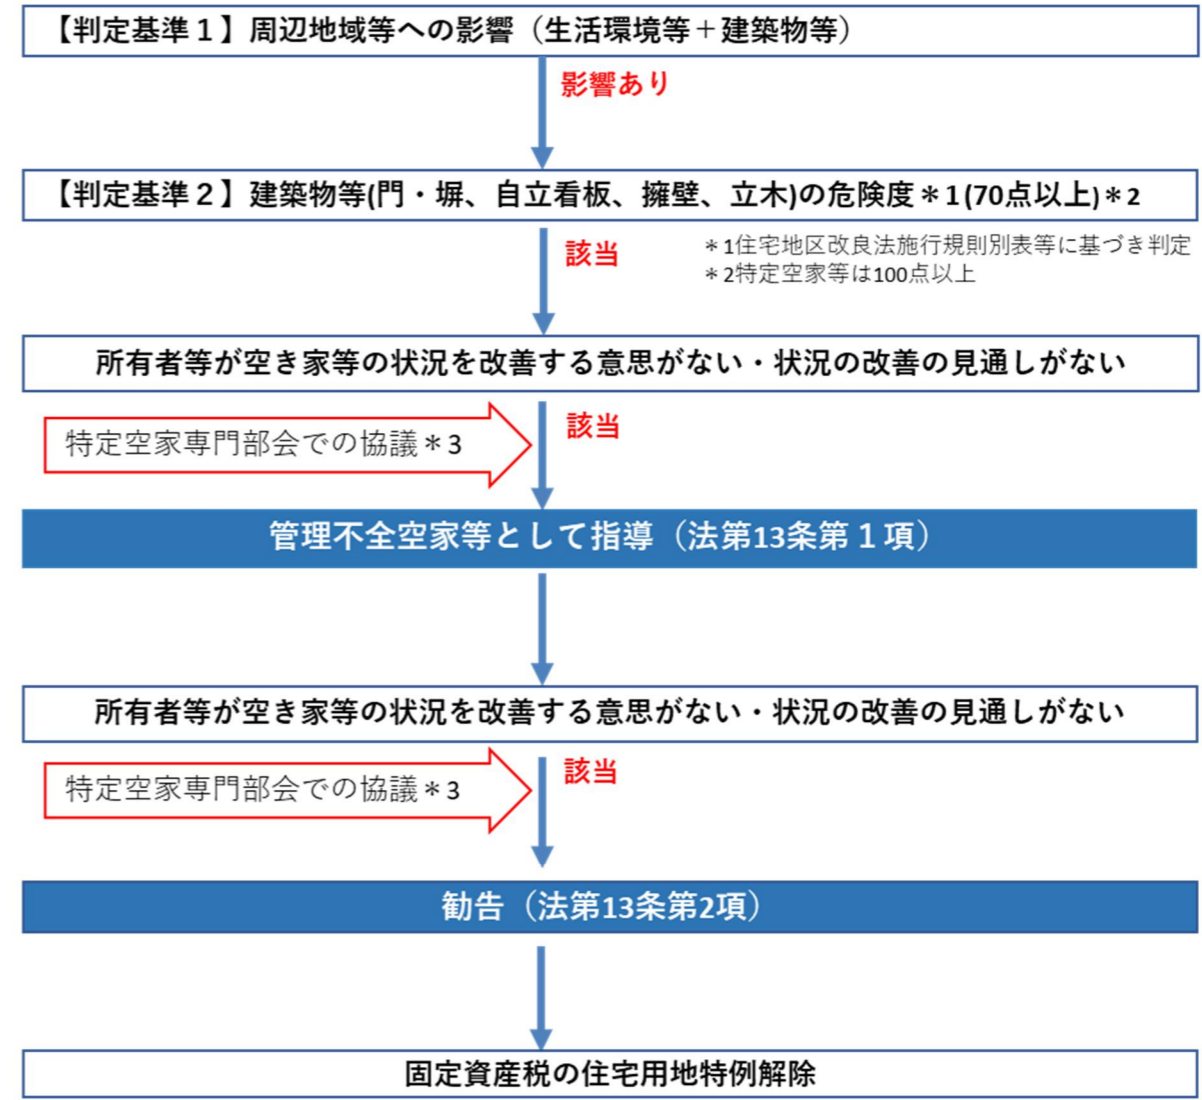 【判定基準１】周辺地域等への影響（生活環境等＋建築物等）
影響あり
【判定基準２】建築物等(門・塀、自立看板、擁壁、立木)の危険度＊1(70点以上)＊2
該当
＊1住宅地区改良法施行規則別表等に基づき判定
＊2特定空家等は100点以上
所有者等が空き家等の状況を改善する意思がない・状況の改善の見通しがない
該当
特定空家専門部会での協議＊3
管理不全空家等として指導（法第13条第１項）
所有者等が空き家等の状況を改善する意思がない・状況の改善の見通しがない
該当
特定空家専門部会での協議＊3
勧告（法第13条第2項）
固定資産税の住宅用地特例解除